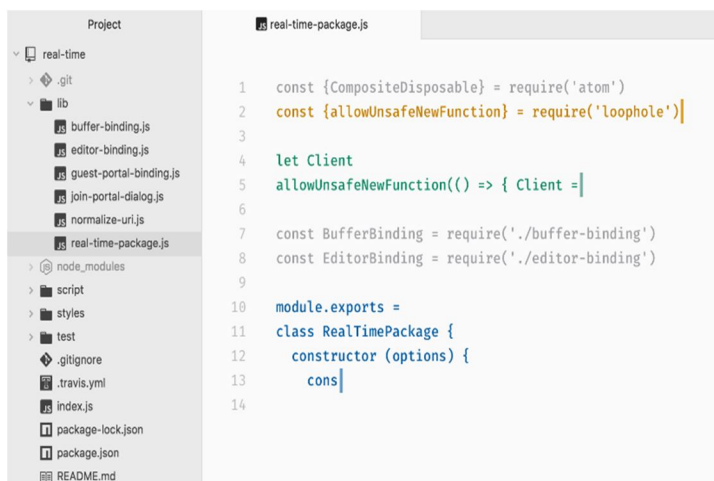 Project
real-time
.git
lib
buffer-binding.js
editor-binding.js
guest-portal-binding.js
join-portal-dialog.js
normalize-uri.js
real-time-package.js
node_modules
script
styles
test
.gitignore
.travis.yml
index.js
package-lock.json
package.json
README.md
real-time-package.js
1 const {CompositeDisposable} = require('atom')
2 const {allowUnsafeNewFunction} = require('loophole')
3
4 let Client
5 allowUnsafeNewFunction(() => { Client =
6
7 const BufferBinding = require('./buffer-binding')
8 const EditorBinding = require('./editor-binding')
9
10 module.exports =
11 class RealTimePackage {
12 constructor (options) {
13 cons
14